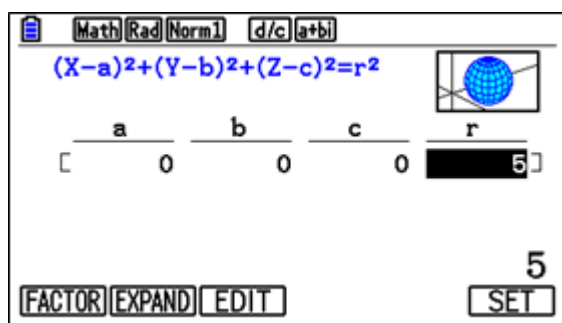 Math Rad Norm1 d/c a+bi
(X-a)²+(Y-b)²+(Z-c)²=r²
a b c r
[ 0 0 0 5 ]
5
FACTOR EXPAND EDIT SET